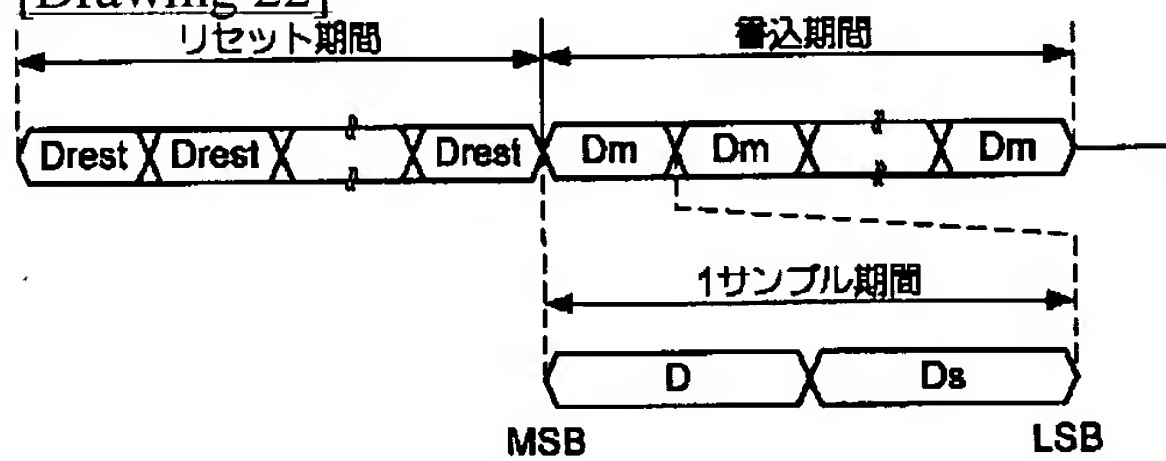 [Drawing 22]
リセット期間 書込期間
Drest Drest Drest Dm Dm Dm
1サンプル期間
D Ds
MSB LSB